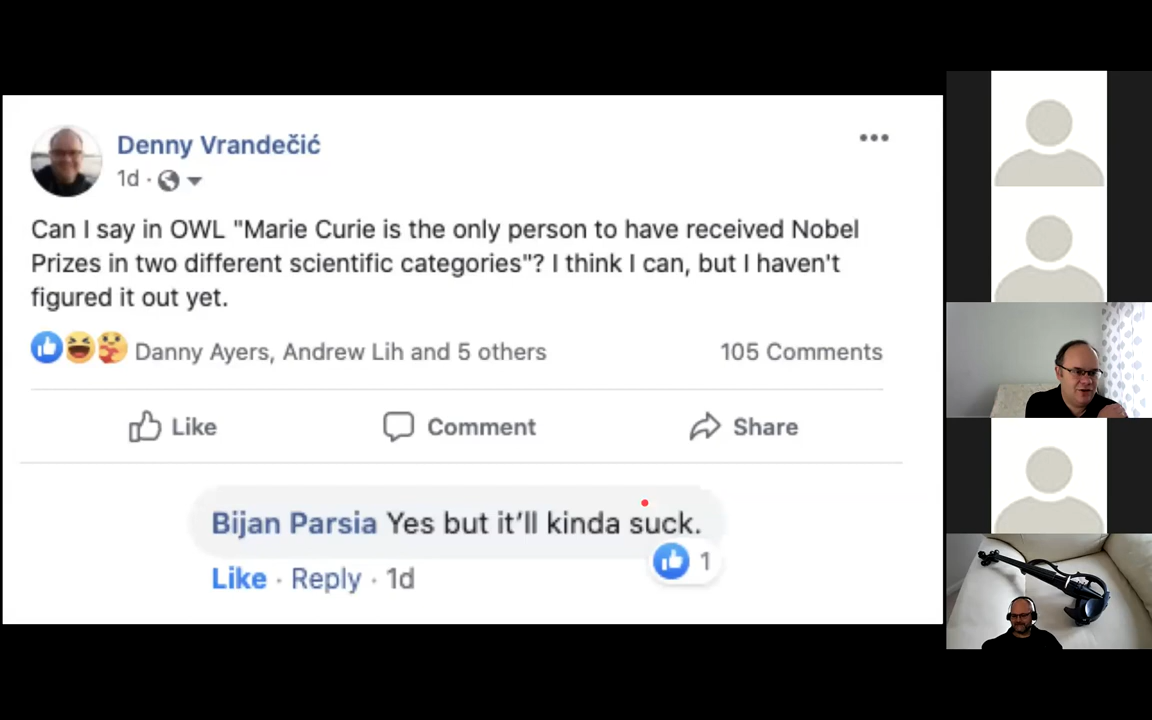 Denny Vrandečić
1d ·
Can I say in OWL "Marie Curie is the only person to have received Nobel
Prizes in two different scientific categories"? I think I can, but I haven't
figured it out yet.
Danny Ayers, Andrew Lih and 5 others 105 Comments
Like Comment Share
Bijan Parsia Yes but it’ll kinda suck.
1
Like · Reply · 1d